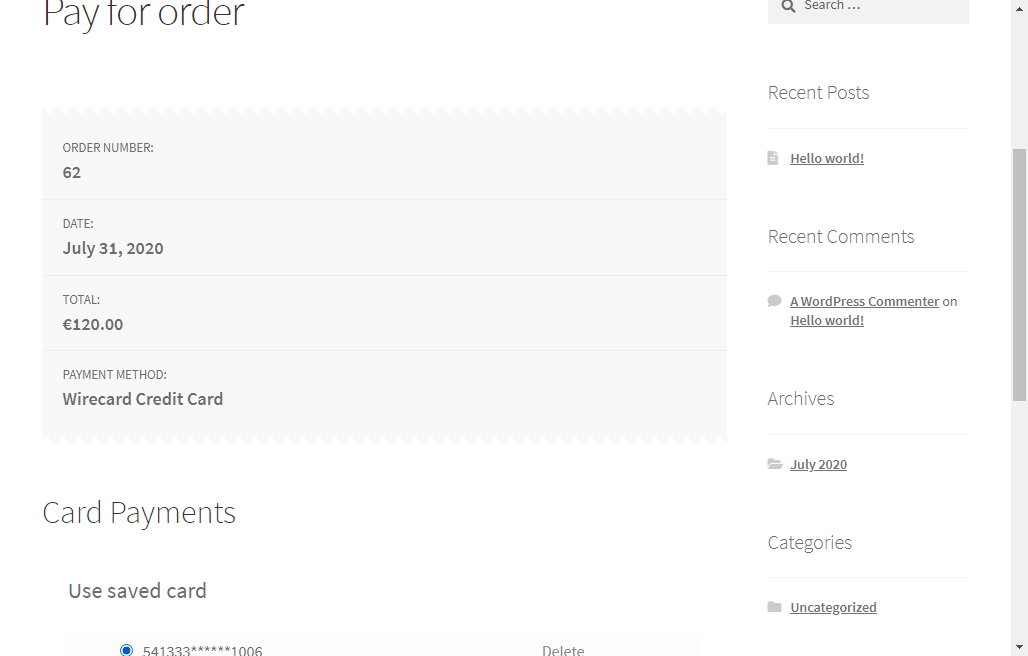 Pay for order
ORDER NUMBER:
62
DATE:
July 31, 2020
TOTAL:
€120.00
PAYMENT METHOD:
Wirecard Credit Card
Card Payments
Use saved card
541333******1006 Delete
Search …
Recent Posts
Hello world!
Recent Comments
A WordPress Commenter on
Hello world!
Archives
July 2020
Categories
Uncategorized